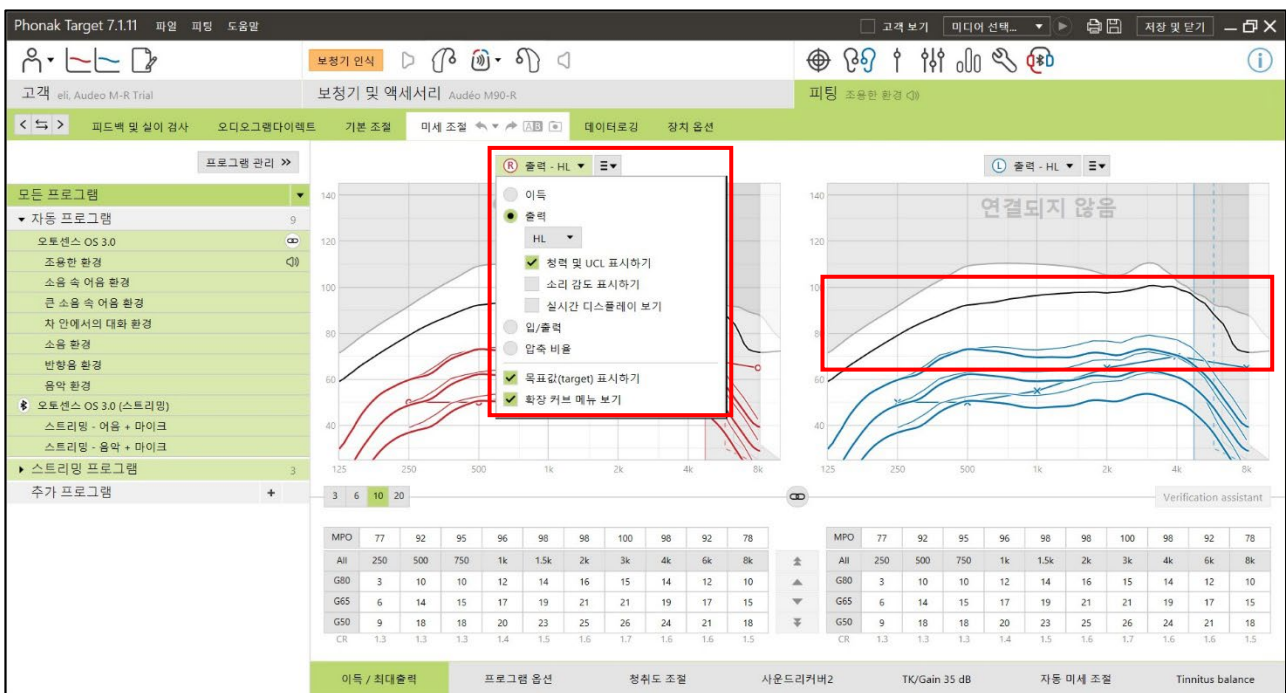 Phonak Target 7.1.11 파일 피팅 도움말 고객 보기 미디어 선택... 저장 및 닫기
보청기 인식
고객 eli, Audeo M-R Trial 보청기 및 액세서리 Audéo M90-R 피팅 조용한 환경
피드백 및 실이 검사 오디오그램다이렉트 기본 조절 미세 조절 AB 데이터로깅 장치 옵션
프로그램 관리 »
모든 프로그램
자동 프로그램 9
오토센스 OS 3.0
조용한 환경
소음 속 어음 환경
큰 소음 속 어음 환경
차 안에서의 대화 환경
소음 환경
반향음 환경
음악 환경
오토센스 OS 3.0 (스트리밍)
스트리밍 - 어음 + 마이크
스트리밍 - 음악 + 마이크
스트리밍 프로그램 3
추가 프로그램 +
R 출력 - HL
이득
출력
HL
청력 및 UCL 표시하기
소리 감도 표시하기
실시간 디스플레이 보기
입/출력
압축 비율
목표값(target) 표시하기
확장 커브 메뉴 보기
140
120
100
80
60
40
125 250 500 1k 2k 4k 8k
L 출력 - HL
연결되지 않음
140
120
100
80
60
40
125 250 500 1k 2k 4k 8k
3 6 10 20
Verification assistant
MPO 77 92 95 96 98 98 100 98 92 78
All 250 500 750 1k 1.5k 2k 3k 4k 6k 8k
G80 3 10 10 12 14 16 15 14 12 10
G65 6 14 15 17 19 21 21 19 17 15
G50 9 18 18 20 23 25 26 24 21 18
CR 1.3 1.3 1.3 1.4 1.5 1.6 1.7 1.6 1.6 1.5
MPO 77 92 95 96 98 98 100 98 92 78
All 250 500 750 1k 1.5k 2k 3k 4k 6k 8k
G80 3 10 10 12 14 16 15 14 12 10
G65 6 14 15 17 19 21 21 19 17 15
G50 9 18 18 20 23 25 26 24 21 18
CR 1.3 1.3 1.3 1.4 1.5 1.6 1.7 1.6 1.6 1.5
이득 / 최대출력 프로그램 옵션 청취도 조절 사운드리커버2 TK/Gain 35 dB 자동 미세 조절 Tinnitus balance